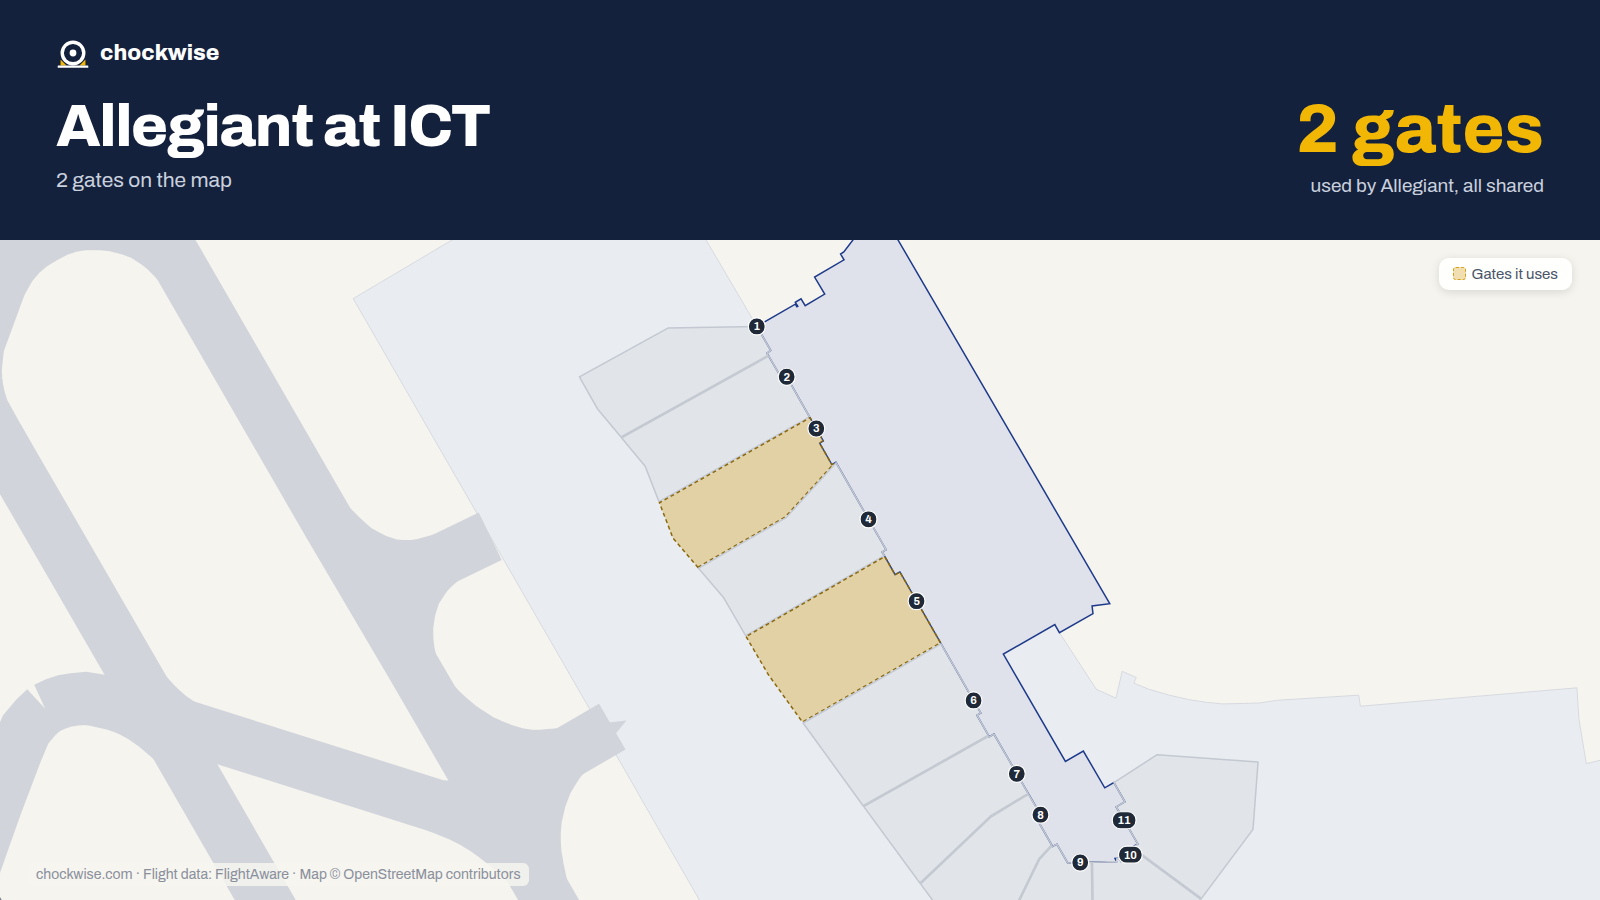 chockwise
Allegiant at ICT
2 gates on the map
2 gates
used by Allegiant, all shared
Gates it uses
1
2
3
4
5
6
7
8
9
10
11
chockwise.com · Flight data: FlightAware · Map © OpenStreetMap contributors